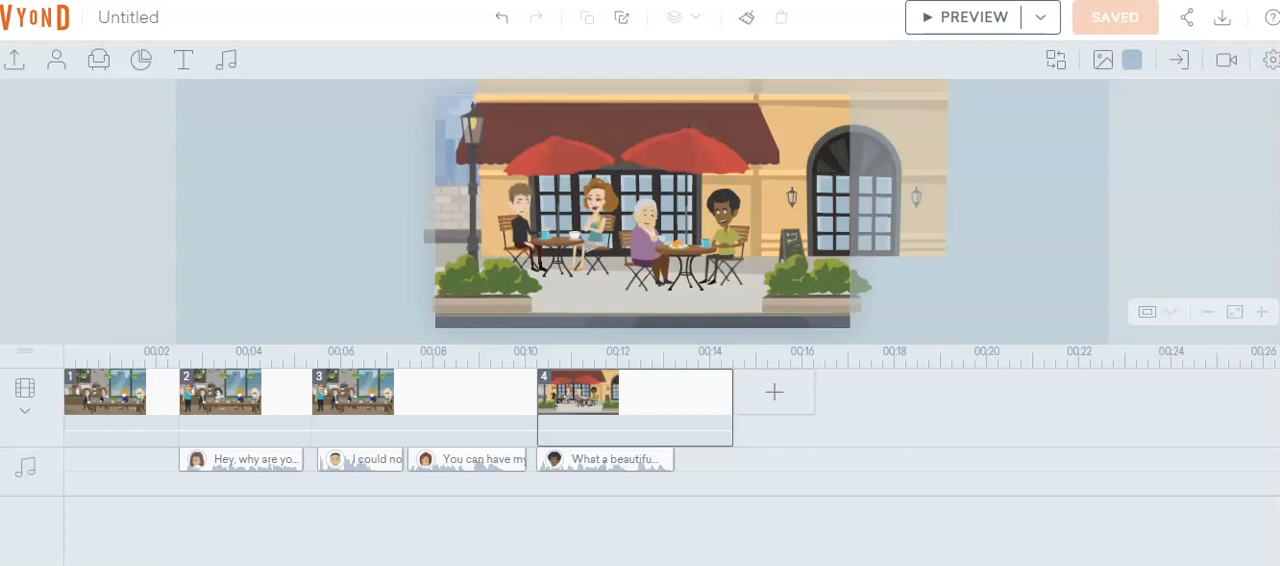 VYOND Untitled PREVIEW SAVED
00:02 00:04 00:06 00:08 00:10 00:12 00:14 00:16 00:18 00:20 00:22 00:24 00:26
1 2 3 4
Hey, why are yo... I could no You can have my What a beautifu...